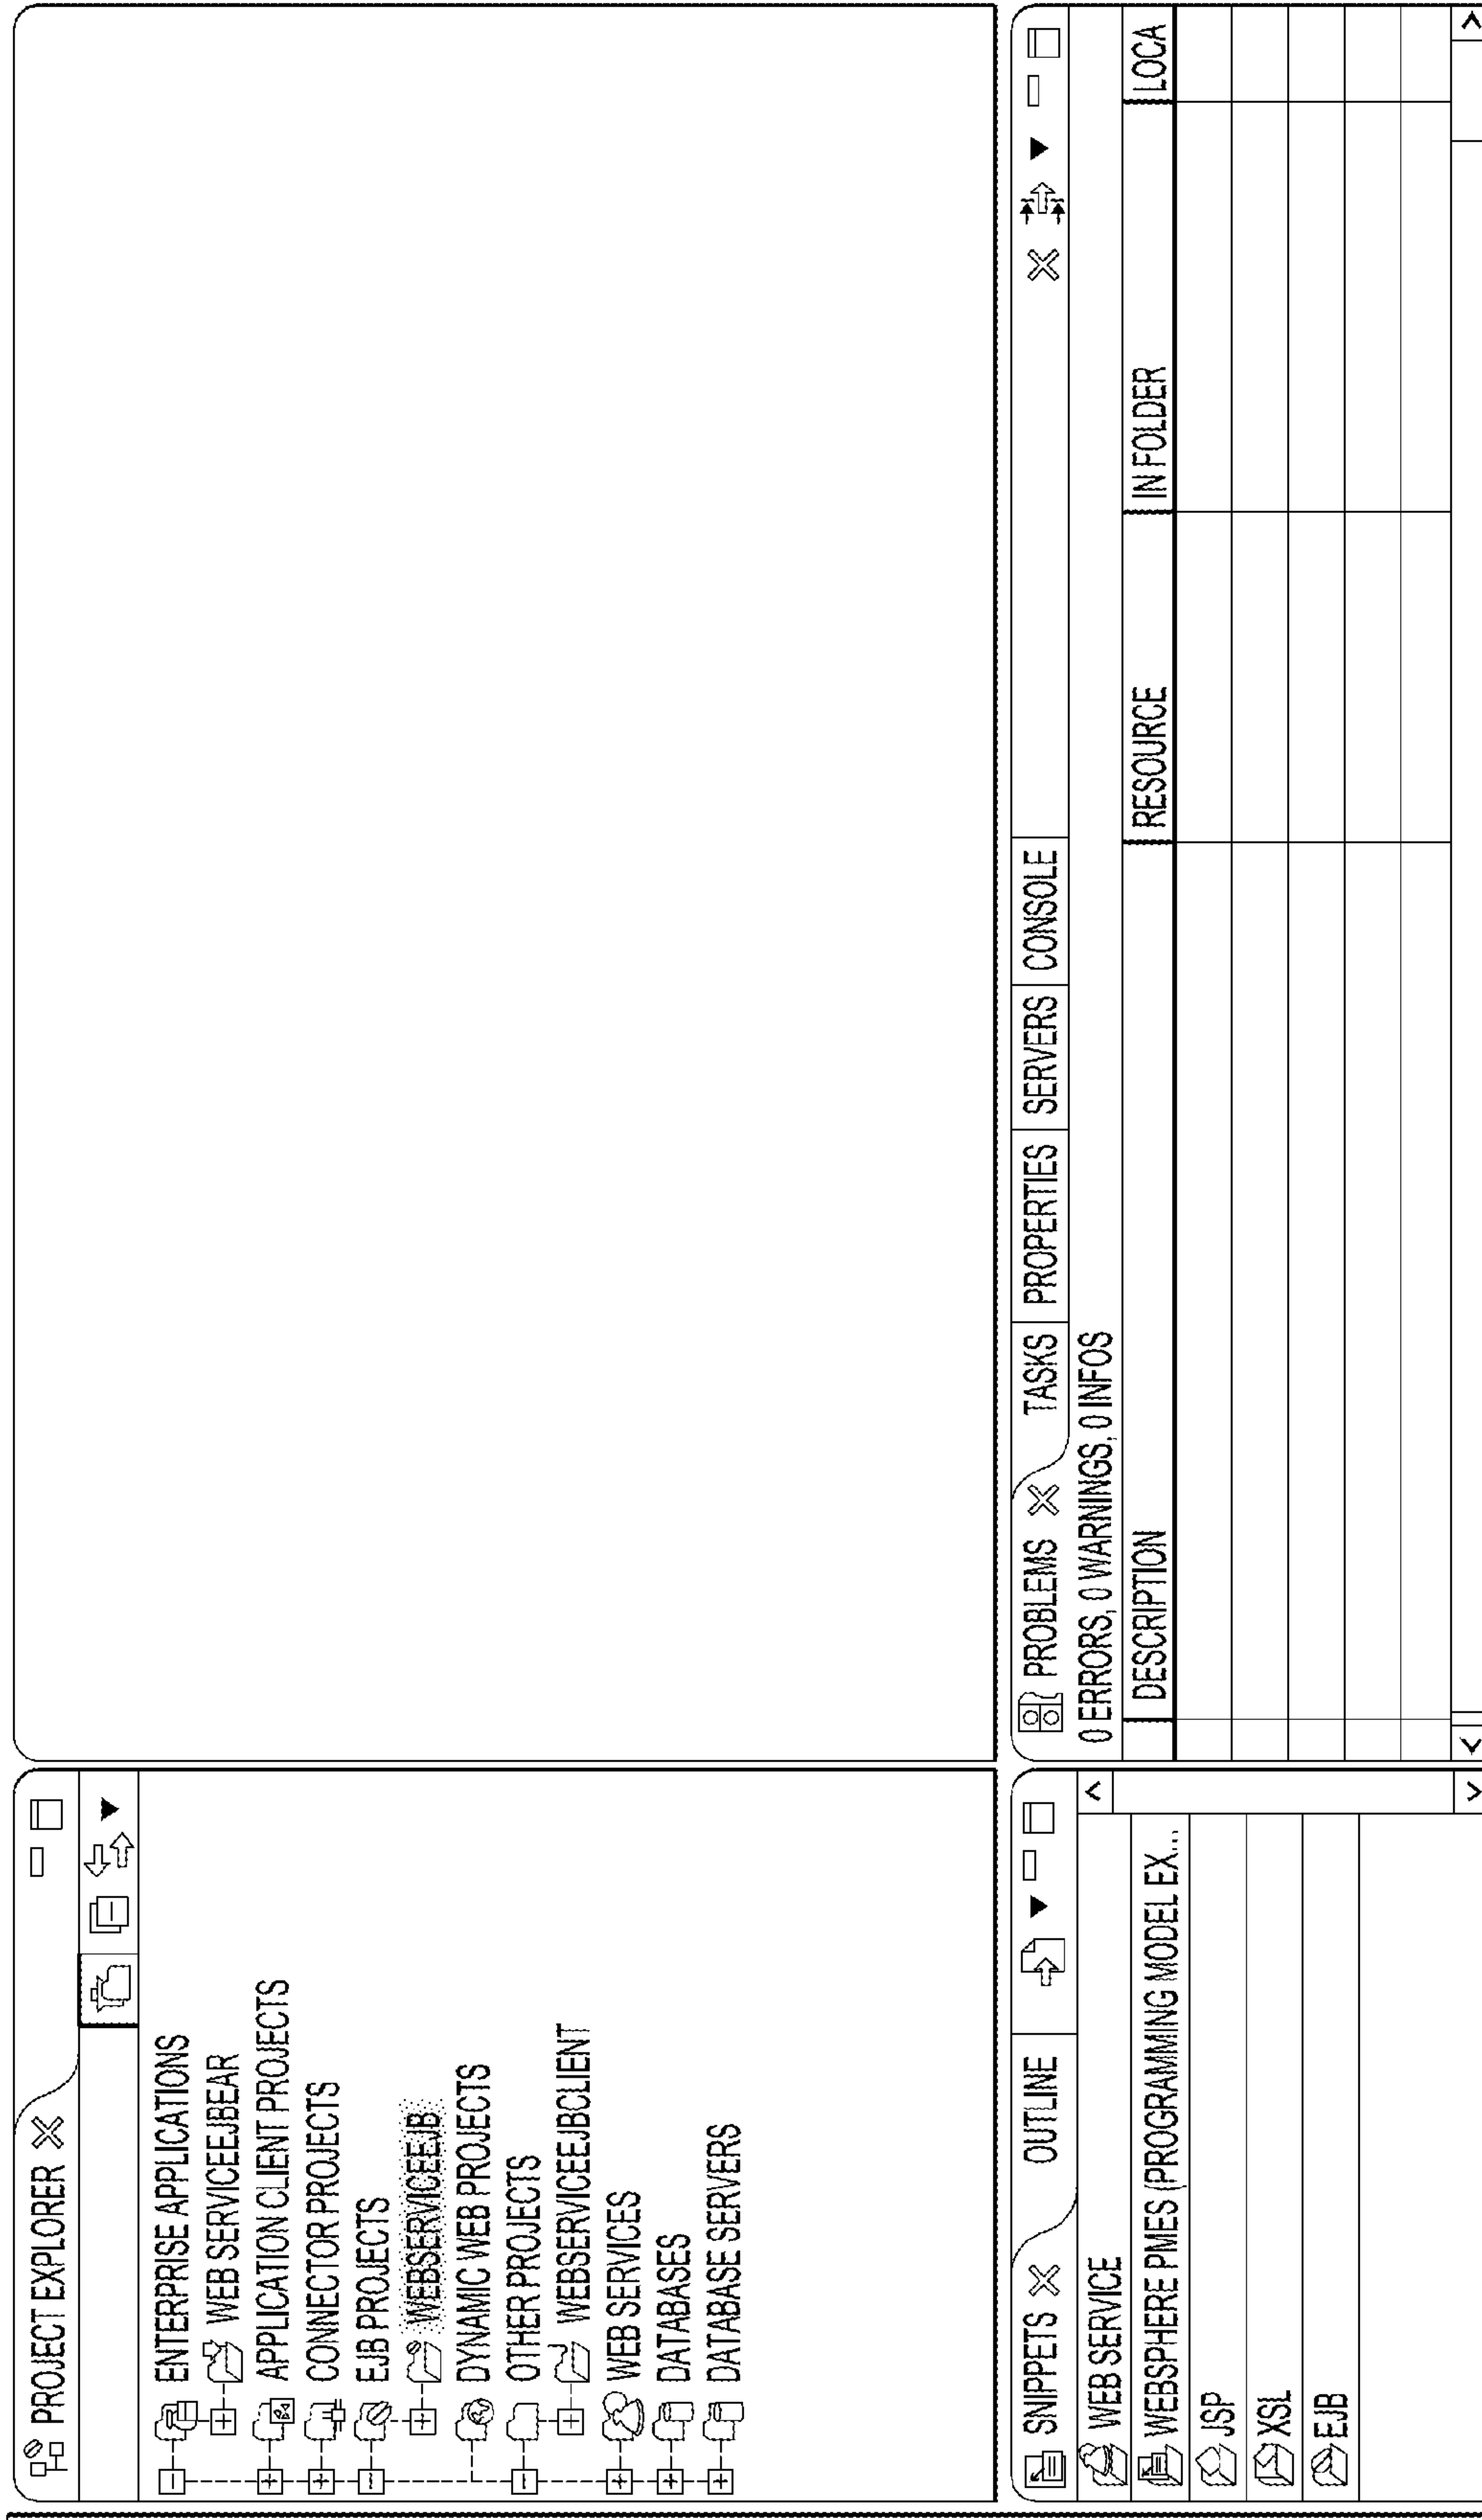 PROJECT EXPLORER
ENTERPRISE APPLICATIONS
WEB SERVICEEJBEAR
APPLICATION CLIENT PROJECTS
CONNECTOR PROJECTS
EJB PROJECTS
WEBSERVICEEJB
DYNAMIC WEB PROJECTS
OTHER PROJECTS
WEBSERVICEEJBCLIENT
WEB SERVICES
DATABASES
DATABASE SERVERS
SNIPPETS OUTLINE
WEB SERVICE
WEBSPHERE PMES (PROGRAMMING MODEL EX...
JSP
XSL
EJB
PROBLEMS TASKS PROPERTIES SERVERS CONSOLE
0 ERRORS, 0 WARNINGS, 0 INFOS
DESCRIPTION RESOURCE IN FOLDER LOCA